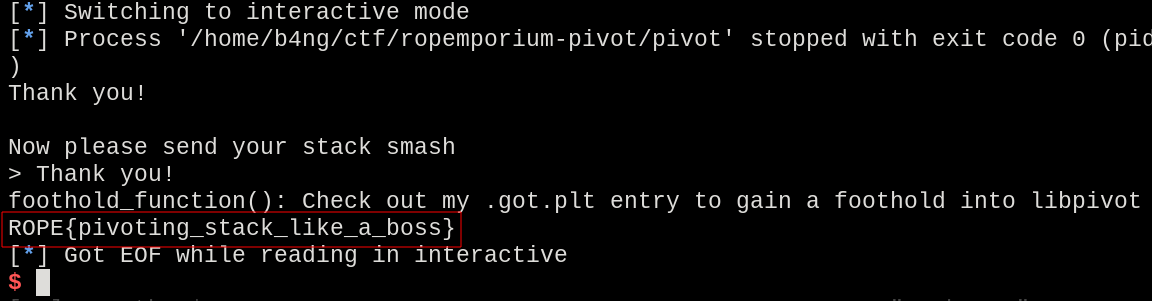 [*] Switching to interactive mode
[*] Process '/home/b4ng/ctf/ropemporium-pivot/pivot' stopped with exit code 0 (pid
)
Thank you!
Now please send your stack smash
> Thank you!
foothold_function(): Check out my .got.plt entry to gain a foothold into libpivot
ROPE{pivoting_stack_like_a_boss}
[*] Got EOF while reading in interactive
$